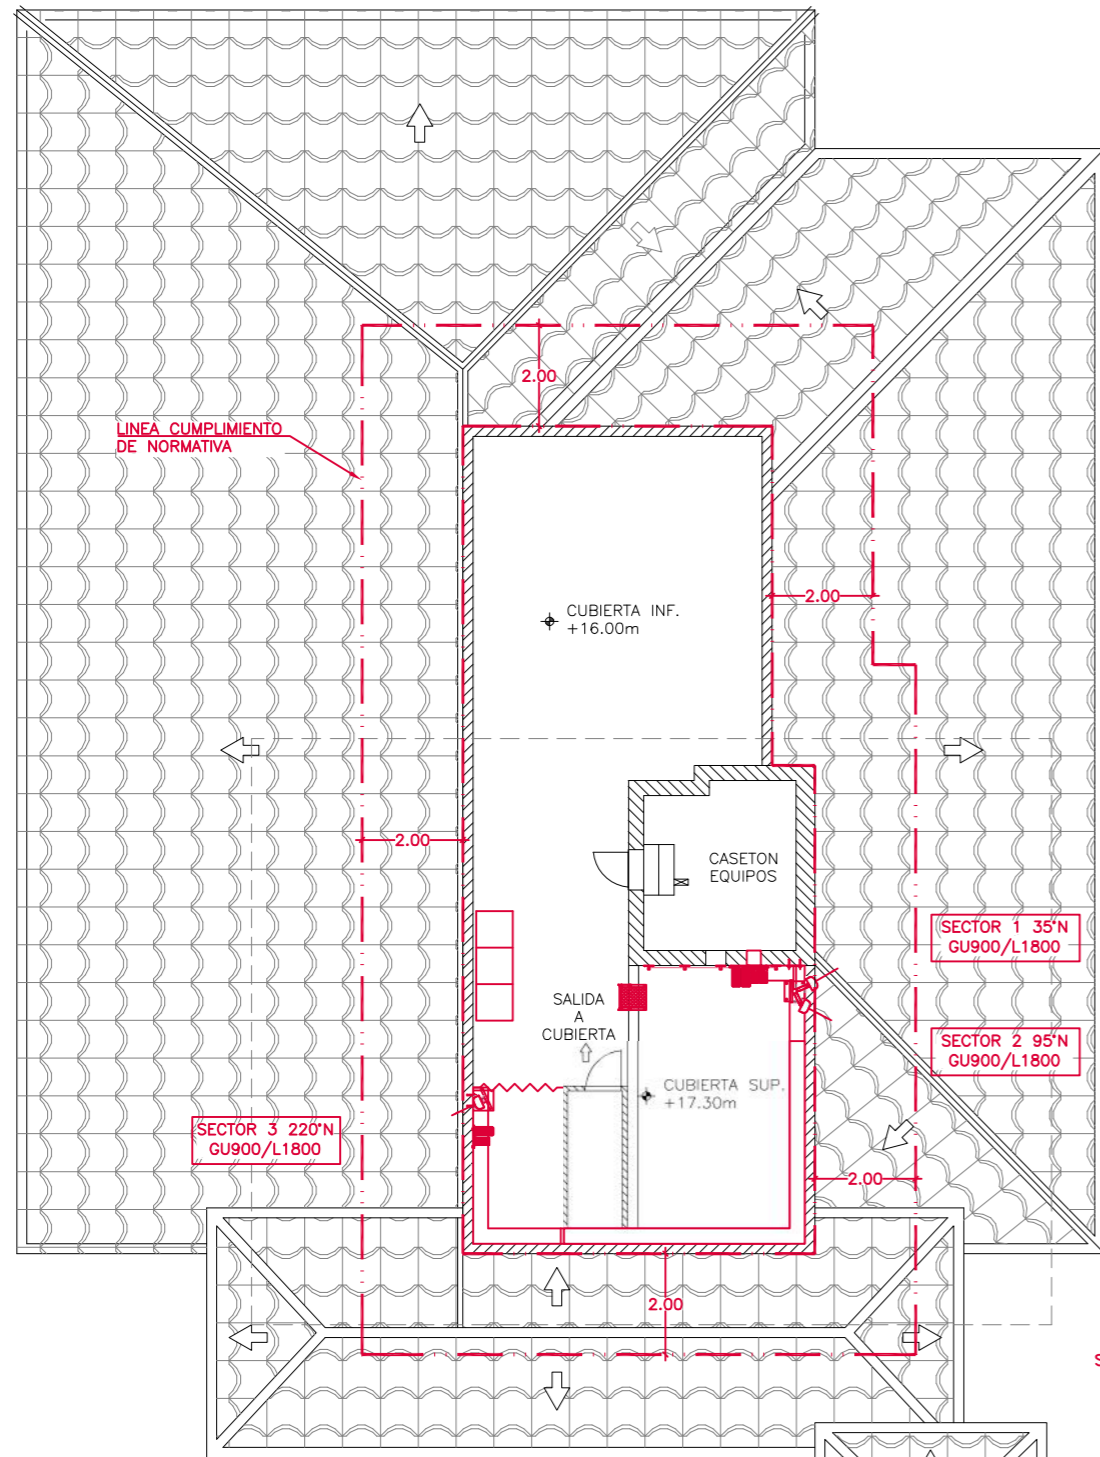 2.00
LINEA CUMPLIMIENTO
DE NORMATIVA
2.00
CUBIERTA INF.
+16.00m
2.00
CASETON
EQUIPOS
SECTOR 1 35°N
GU900/L1800
SALIDA
A
CUBIERTA
SECTOR 2 95°N
GU900/L1800
CUBIERTA SUP.
+17.30m
SECTOR 3 220°N
GU900/L1800
2.00
2.00
S